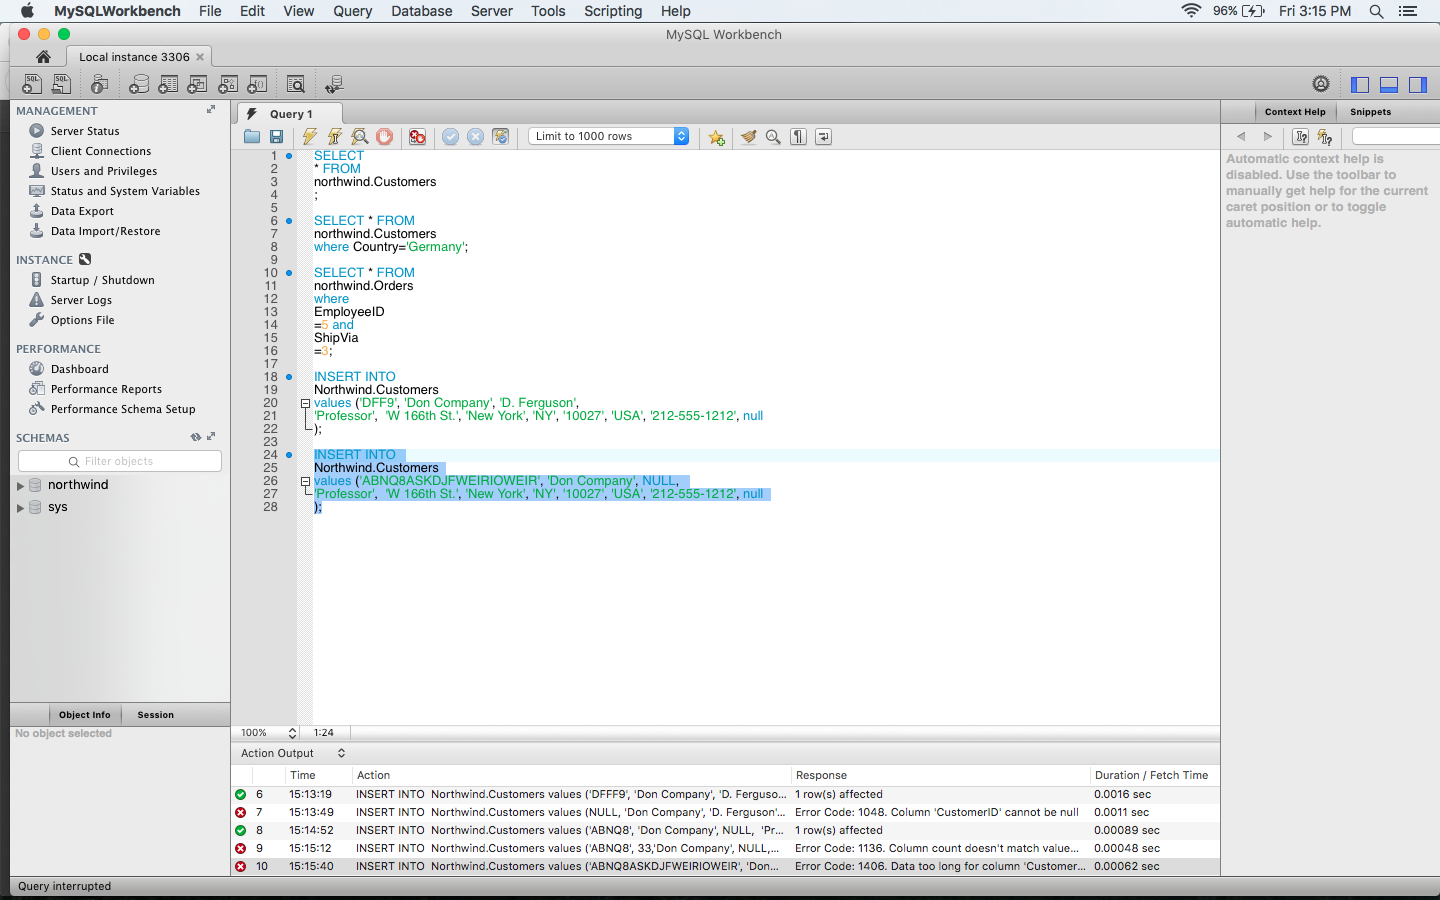 MySQLWorkbench File Edit View Query Database Server Tools Scripting Help 96% Fri 3:15 PM
MySQL Workbench
Local instance 3306
MANAGEMENT
Server Status
Client Connections
Users and Privileges
Status and System Variables
Data Export
Data Import/Restore
INSTANCE
Startup / Shutdown
Server Logs
Options File
PERFORMANCE
Dashboard
Performance Reports
Performance Schema Setup
SCHEMAS
Filter objects
northwind
sys
Object Info Session
No object selected
Query 1
Limit to 1000 rows
1 SELECT
2 * FROM
3 northwind.Customers
4 ;
5
6 SELECT * FROM
7 northwind.Customers
8 where Country='Germany';
9
10 SELECT * FROM
11 northwind.Orders
12 where
13 EmployeeID
14 =5 and
15 ShipVia
16 =3;
17
18 INSERT INTO
19 Northwind.Customers
20 values ('DFF9', 'Don Company', 'D. Ferguson',
21 'Professor', 'W 166th St.', 'New York', 'NY', '10027', 'USA', '212-555-1212', null
22 );
23
24 INSERT INTO
25 Northwind.Customers
26 values ('ABNQ8ASKDJFWEIRIOWEIR', 'Don Company', NULL,
27 'Professor', 'W 166th St.', 'New York', 'NY', '10027', 'USA', '212-555-1212', null
28 );
100% 1:24
Action Output
Time Action Response Duration / Fetch Time
6 15:13:19 INSERT INTO Northwind.Customers values ('DFFF9', 'Don Company', 'D. Ferguso... 1 row(s) affected 0.0016 sec
7 15:13:49 INSERT INTO Northwind.Customers values (NULL, 'Don Company', 'D. Ferguson'... Error Code: 1048. Column 'CustomerID' cannot be null 0.0011 sec
8 15:14:52 INSERT INTO Northwind.Customers values ('ABNQ8', 'Don Company', NULL, 'Pr... 1 row(s) affected 0.00089 sec
9 15:15:12 INSERT INTO Northwind.Customers values ('ABNQ8', 33,'Don Company', NULL,... Error Code: 1136. Column count doesn't match value... 0.00048 sec
10 15:15:40 INSERT INTO Northwind.Customers values ('ABNQ8ASKDJFWEIRIOWEIR', 'Don... Error Code: 1406. Data too long for column 'Customer... 0.00062 sec
Context Help Snippets
Automatic context help is
disabled. Use the toolbar to
manually get help for the current
caret position or to toggle
automatic help.
Query interrupted